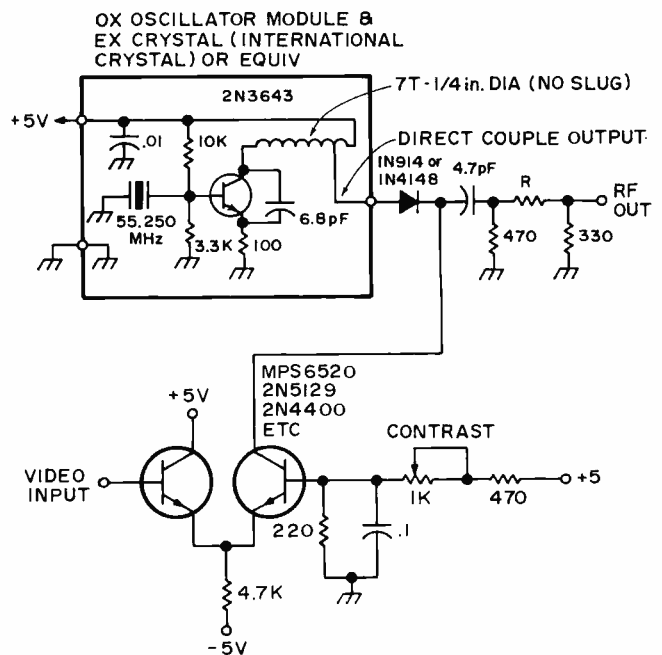 OX OSCILLATOR MODULE &
EX CRYSTAL (INTERNATIONAL
CRYSTAL) OR EQUIV
2N3643
7T-1/4 in. DIA (NO SLUG)
+5V
.01
10K
DIRECT COUPLE OUTPUT
1N914 or
1N4148
4.7pF
R
RF
OUT
55.250
MHz
3.3K
100
6.8pF
470
330
MPS6520
2N5129
2N4400
ETC
+5V
CONTRAST
VIDEO
INPUT
1K
470
+5
220
.1
4.7K
-5V